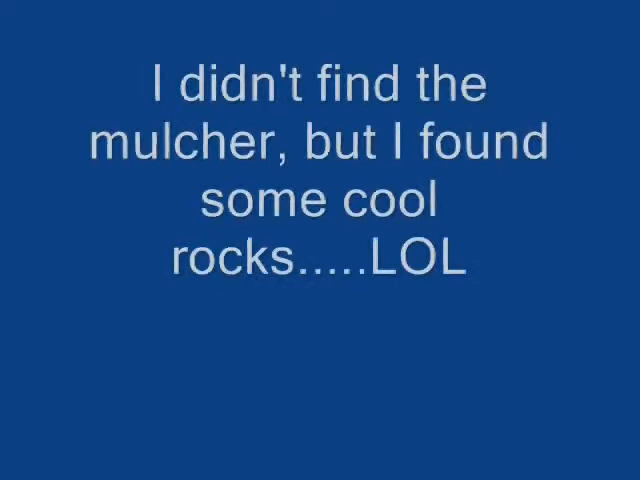 I didn't find the
mulcher, but I found
some cool
rocks.....LOL